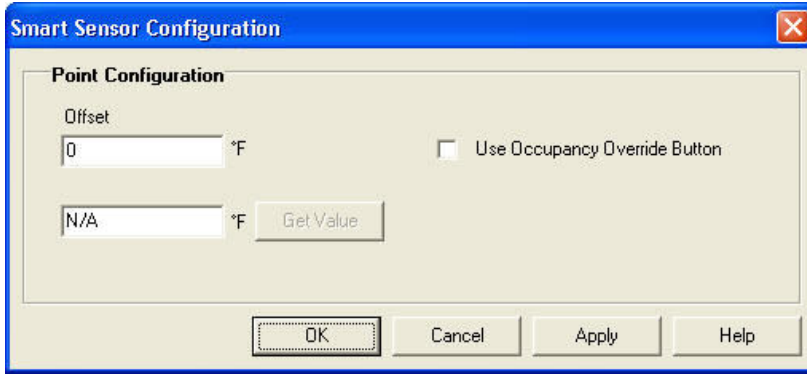 Smart Sensor Configuration
Point Configuration
Offset
0 °F
Use Occupancy Override Button
N/A °F Get Value
OK Cancel Apply Help